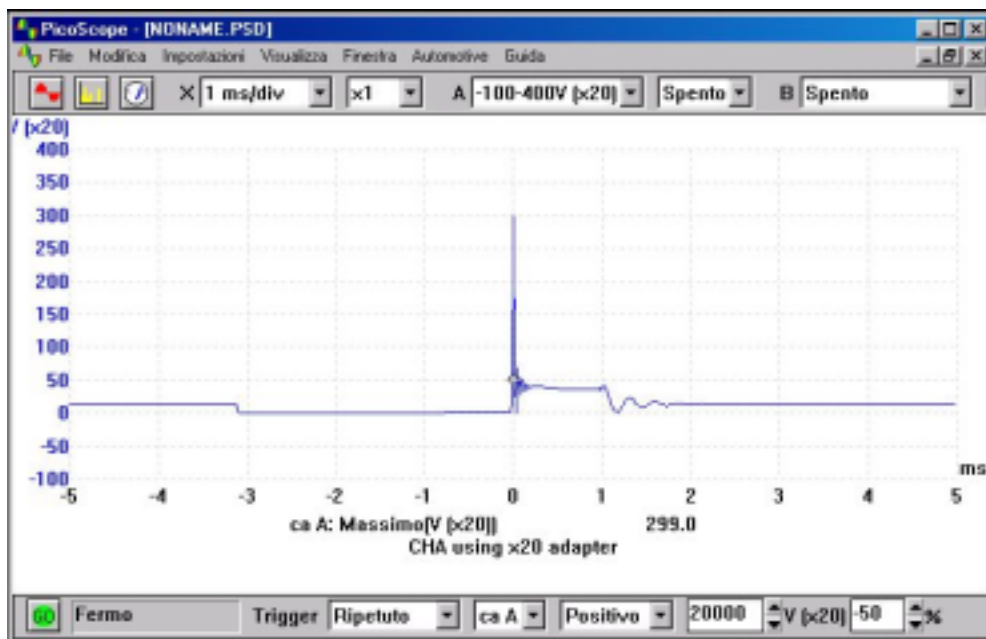 PicoScope - [NONAME.PSD]
File Modifica Impostazioni Visualizza Finestra Automotive Guida
X 1 ms/div x1 A -100-400V (x20) Spento B Spento
V (x20)
400
350
300
250
200
150
100
50
0
-50
-100
ms
-5 -4 -3 -2 -1 0 1 2 3 4 5
ca A: Massimo(V (x20)) 299.0
CHA using x20 adapter
GO Fermo Trigger Ripetuto ca A Positivo 20000 V (x20) -50 %